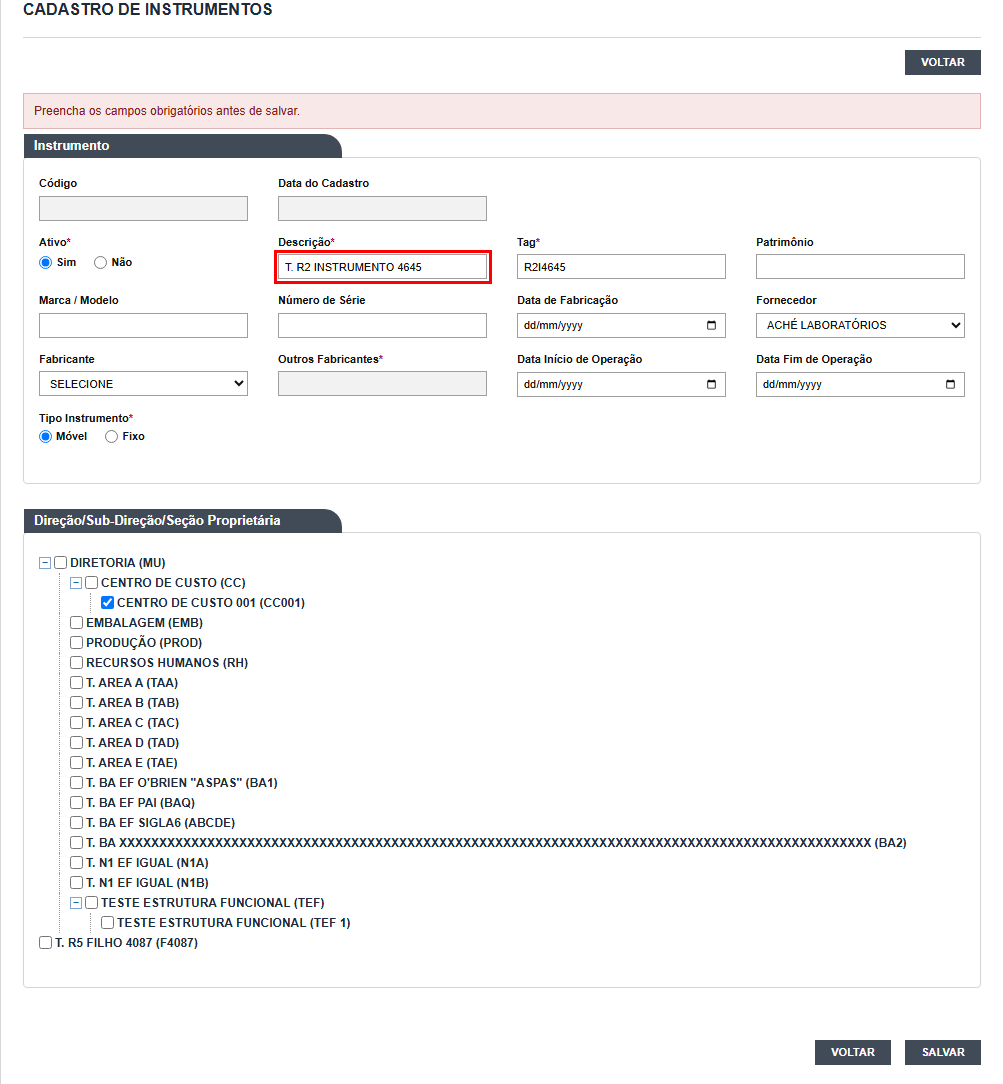 CADASTRO DE INSTRUMENTOS
VOLTAR
Preencha os campos obrigatórios antes de salvar.
Instrumento
Código Data do Cadastro
Ativo* Descrição* Tag* Patrimônio
Sim Não T. R2 INSTRUMENTO 4645 R2I4645
Marca / Modelo Número de Série Data de Fabricação Fornecedor
dd/mm/yyyy ACHÉ LABORATÓRIOS
Fabricante Outros Fabricantes* Data Início de Operação Data Fim de Operação
SELECIONE dd/mm/yyyy dd/mm/yyyy
Tipo Instrumento*
Móvel Fixo
Direção/Sub-Direção/Seção Proprietária
DIRETORIA (MU)
CENTRO DE CUSTO (CC)
CENTRO DE CUSTO 001 (CC001)
EMBALAGEM (EMB)
PRODUÇÃO (PROD)
RECURSOS HUMANOS (RH)
T. AREA A (TAA)
T. AREA B (TAB)
T. AREA C (TAC)
T. AREA D (TAD)
T. AREA E (TAE)
T. BA EF O'BRIEN "ASPAS" (BA1)
T. BA EF PAI (BAQ)
T. BA EF SIGLA6 (ABCDE)
T. BA XXXXXXXXXXXXXXXXXXXXXXXXXXXXXXXXXXXXXXXXXXXXXXXXXXXXXXXXXXXXXXXXXXXXXXXXXXXXXXXXXXXXXXXXXXXXXX (BA2)
T. N1 EF IGUAL (N1A)
T. N1 EF IGUAL (N1B)
TESTE ESTRUTURA FUNCIONAL (TEF)
TESTE ESTRUTURA FUNCIONAL (TEF 1)
T. R5 FILHO 4087 (F4087)
VOLTAR SALVAR